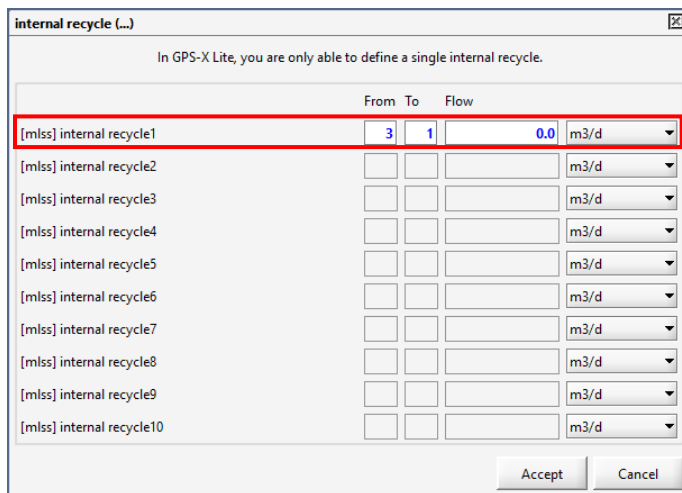 internal recycle (...)
In GPS-X Lite, you are only able to define a single internal recycle.
From To Flow
[mlss] internal recycle1 3 1 0.0 m3/d
[mlss] internal recycle2 m3/d
[mlss] internal recycle3 m3/d
[mlss] internal recycle4 m3/d
[mlss] internal recycle5 m3/d
[mlss] internal recycle6 m3/d
[mlss] internal recycle7 m3/d
[mlss] internal recycle8 m3/d
[mlss] internal recycle9 m3/d
[mlss] internal recycle10 m3/d
Accept Cancel